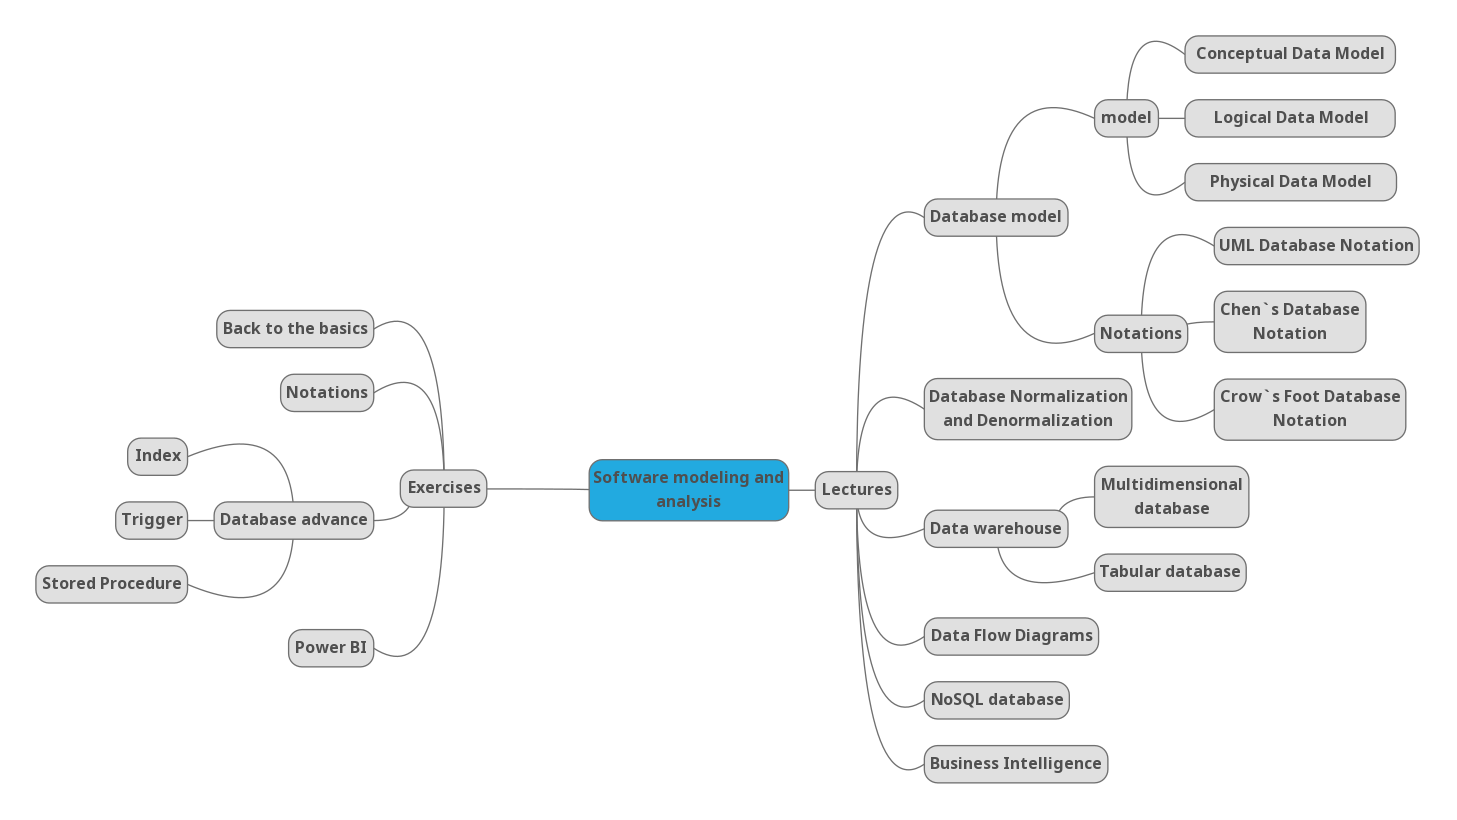 Software modeling and
analysis
Lectures
Database model
model
Conceptual Data Model
Logical Data Model
Physical Data Model
Notations
UML Database Notation
Chen`s Database
Notation
Crow`s Foot Database
Notation
Database Normalization
and Denormalization
Data warehouse
Multidimensional
database
Tabular database
Data Flow Diagrams
NoSQL database
Business Intelligence
Exercises
Back to the basics
Notations
Database advance
Index
Trigger
Stored Procedure
Power BI